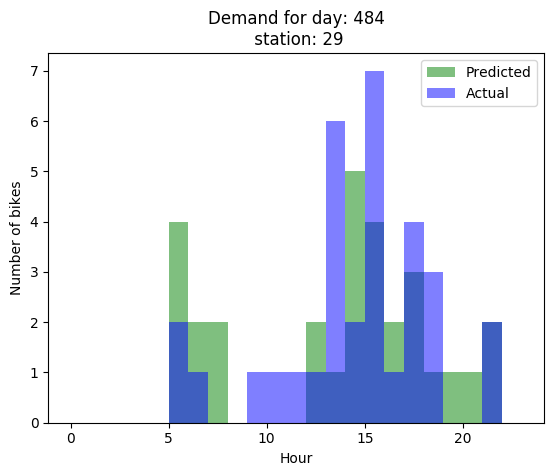 Demand for day: 484
station: 29
Predicted
Actual
7
6
5
4
3
2
1
0
Number of bikes
0 5 10 15 20
Hour